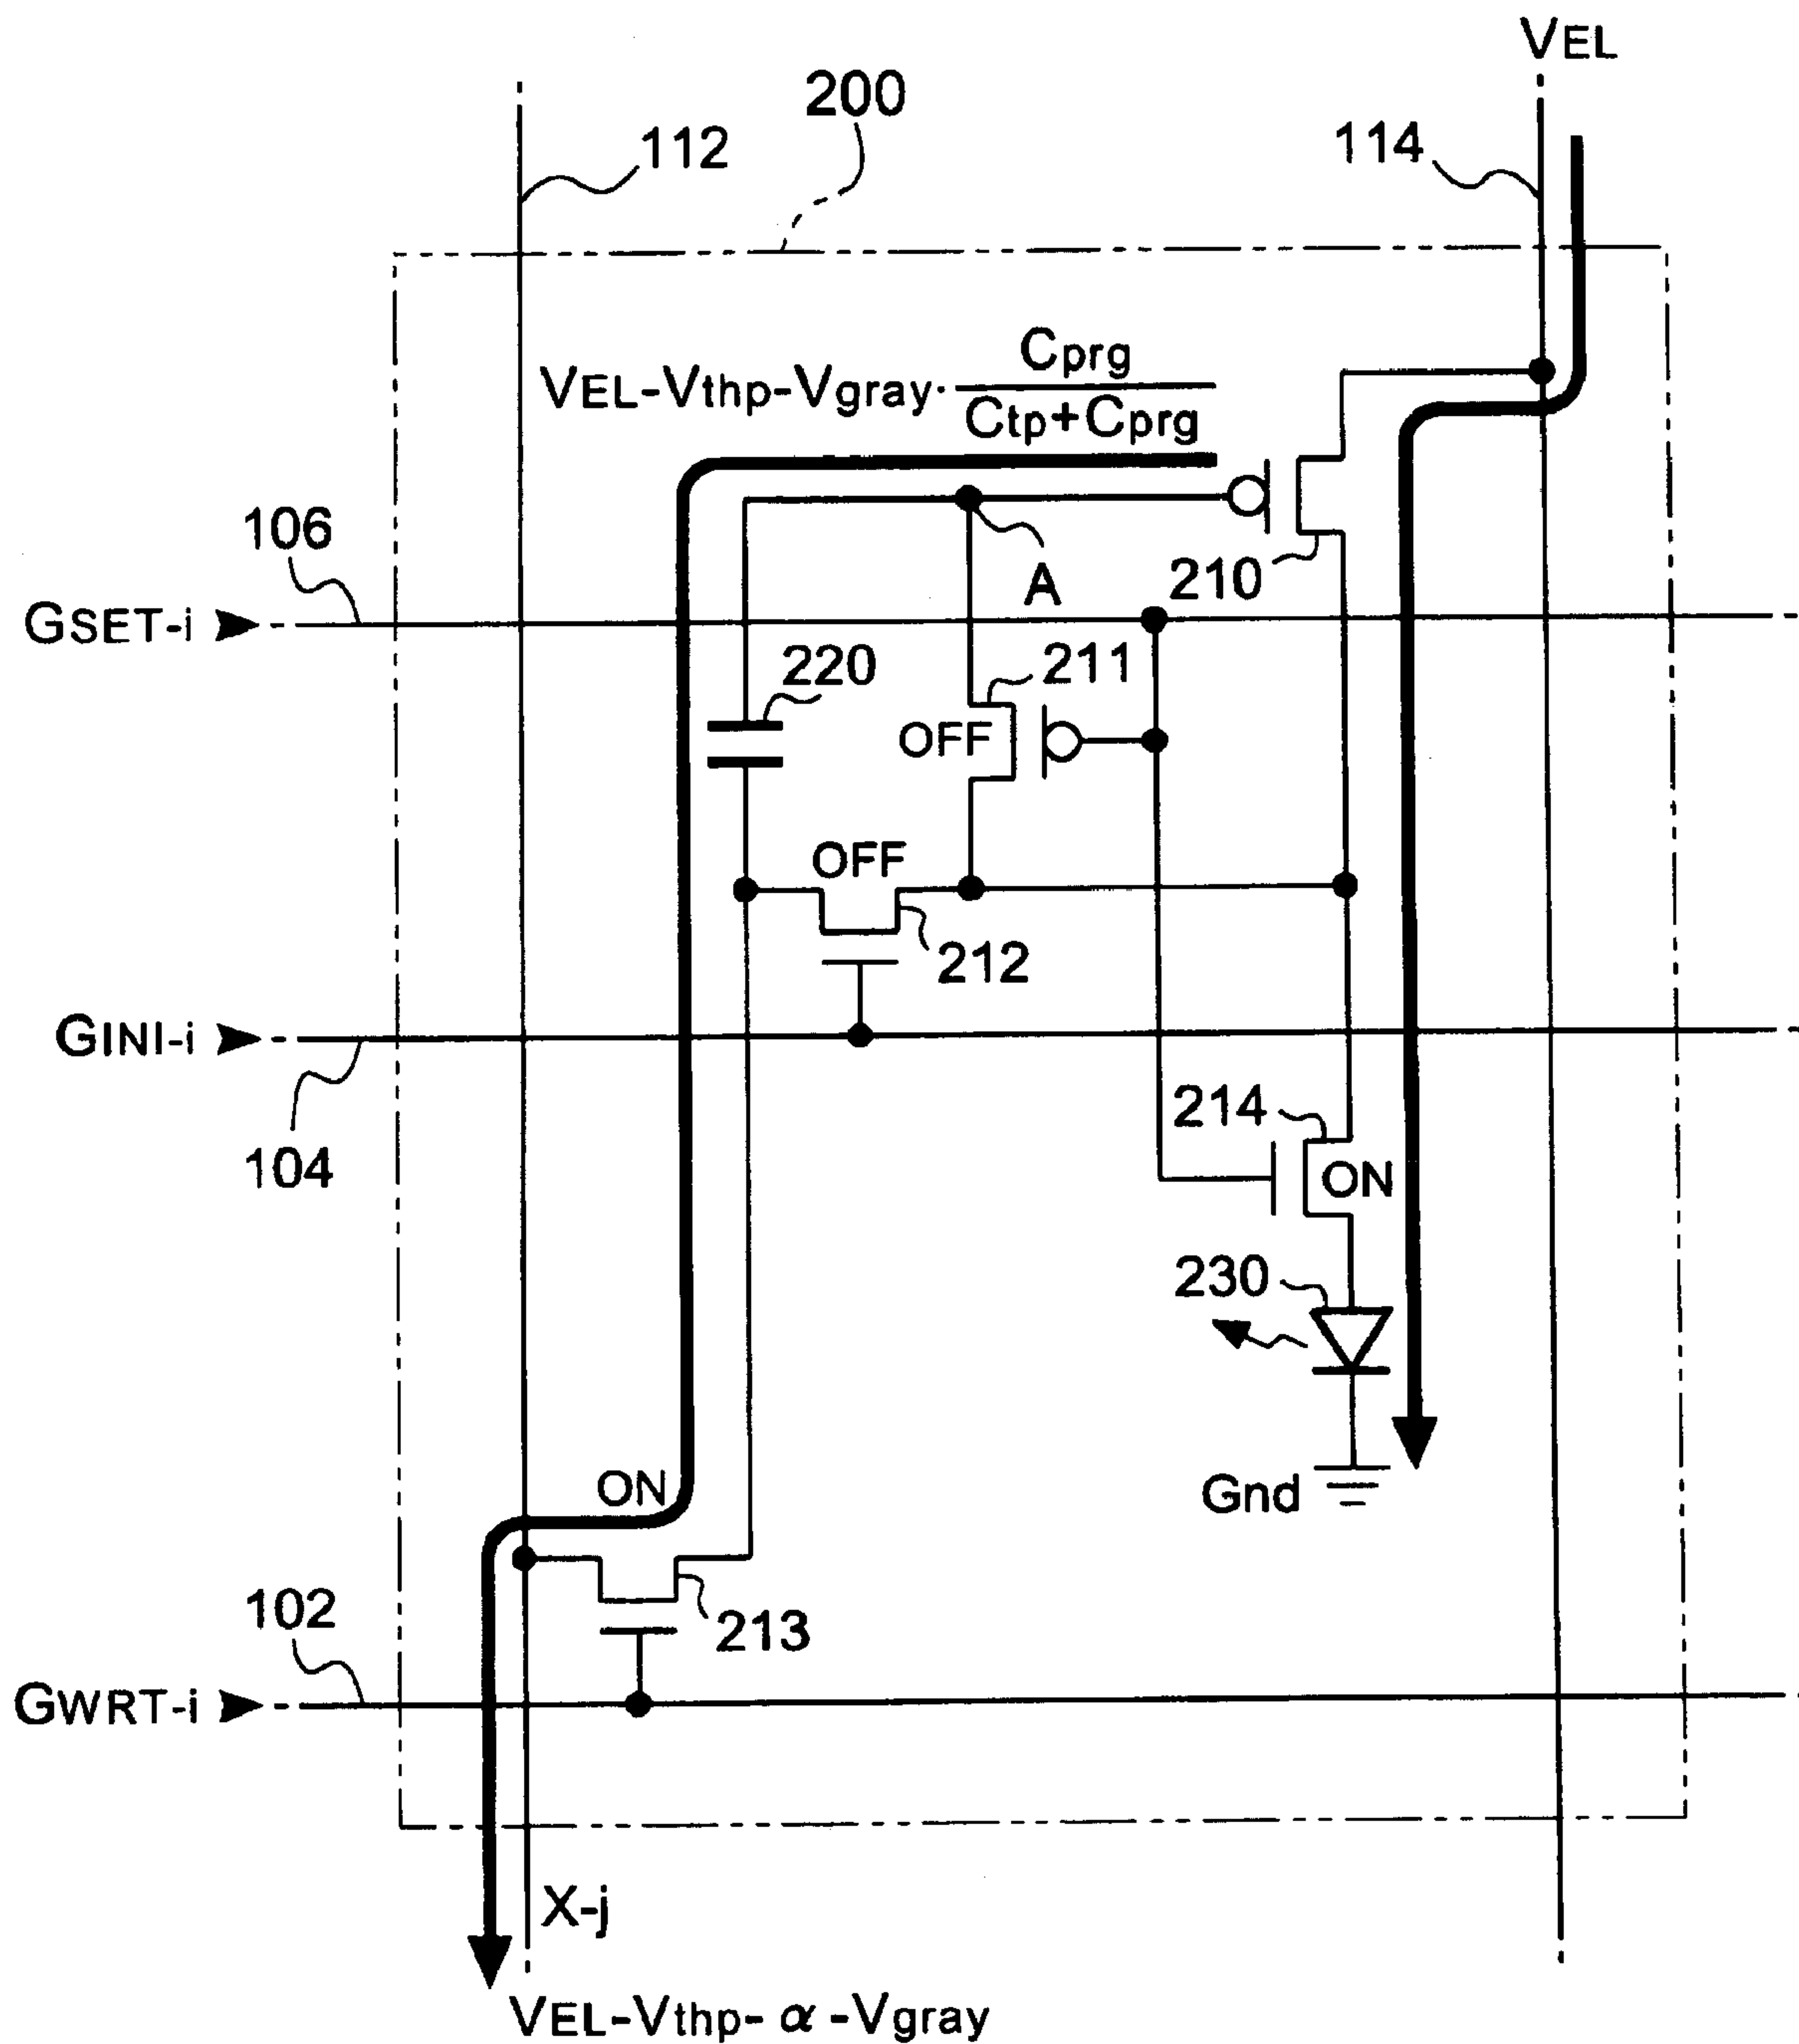 VEL
200
112
114
VEL-Vthp-Vgray· Cprg
Ctp+Cprg
106
A
210
GSET-i
220
211
OFF
OFF
212
GINI-i
104
214
ON
230
ON
Gnd
102
213
GWRT-i
X-j
VEL-Vthp- α -Vgray